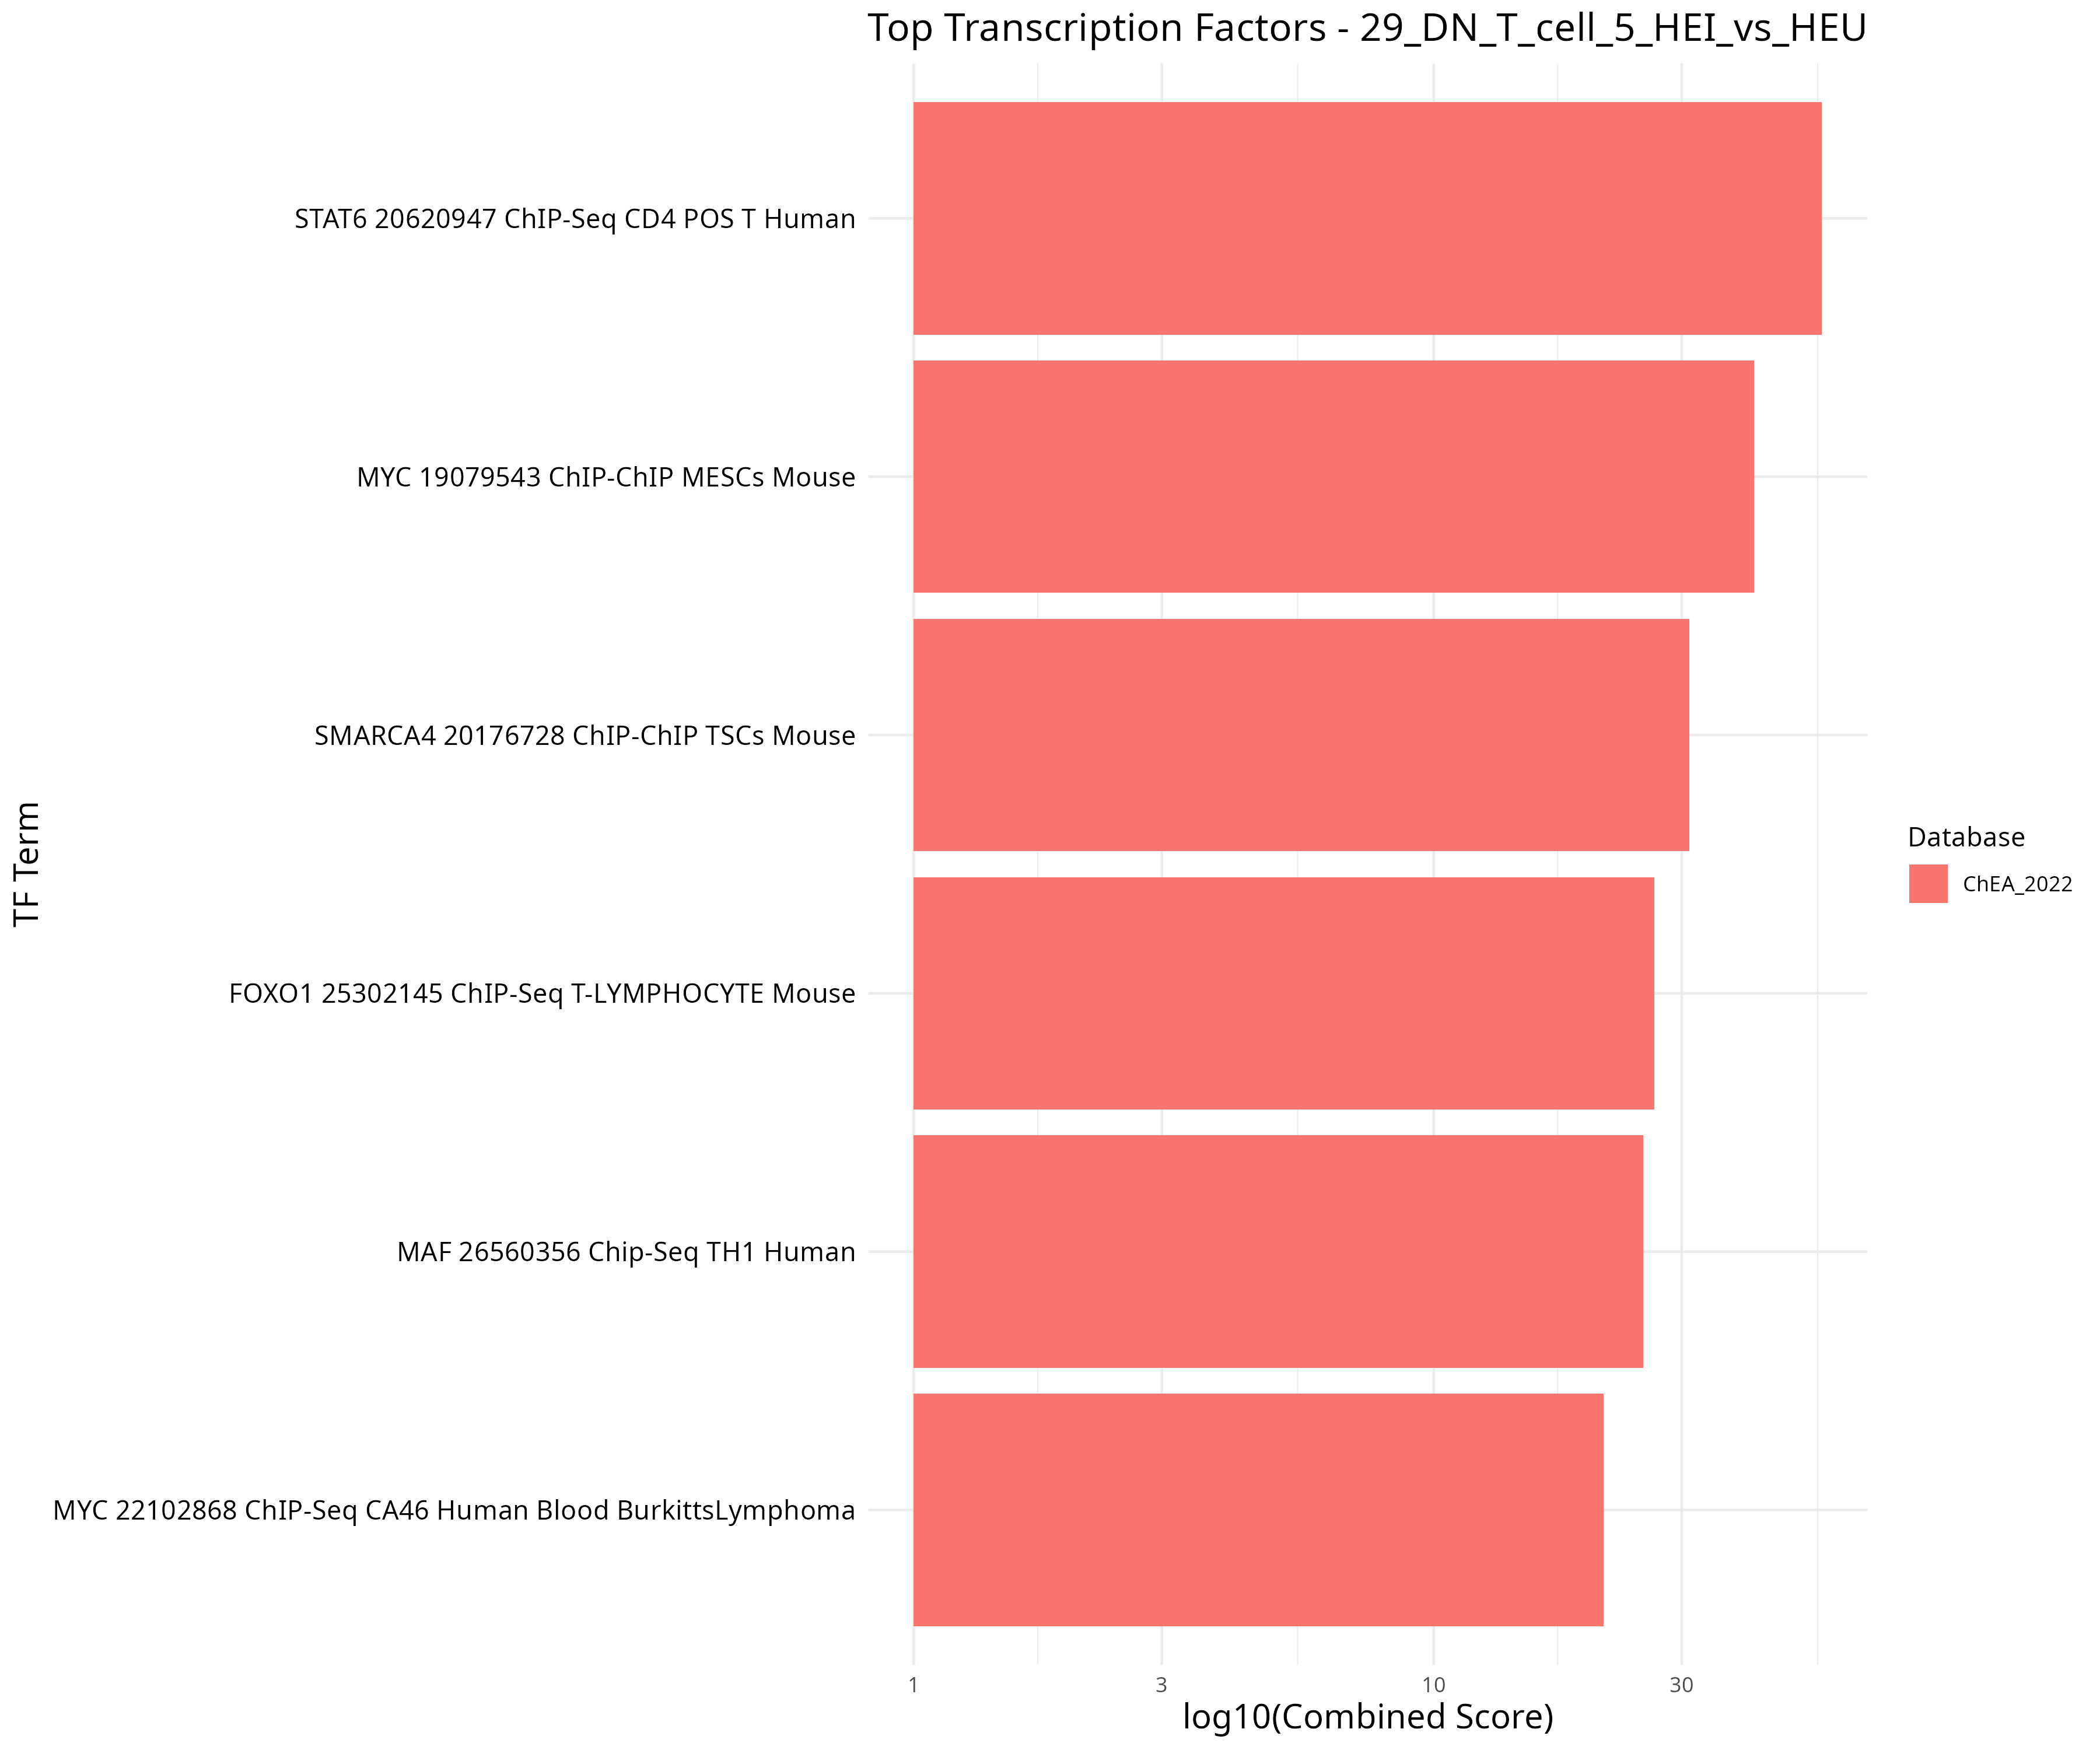 Top Transcription Factors - 29_DN_T_cell_5_HEI_vs_HEU
STAT6 20620947 ChIP-Seq CD4 POS T Human
MYC 19079543 ChIP-ChIP MESCs Mouse
SMARCA4 20176728 ChIP-ChIP TSCs Mouse
FOXO1 25302145 ChIP-Seq T-LYMPHOCYTE Mouse
MAF 26560356 Chip-Seq TH1 Human
MYC 22102868 ChIP-Seq CA46 Human Blood BurkittsLymphoma
TF Term
1 3 10 30
log10(Combined Score)
Database
ChEA_2022